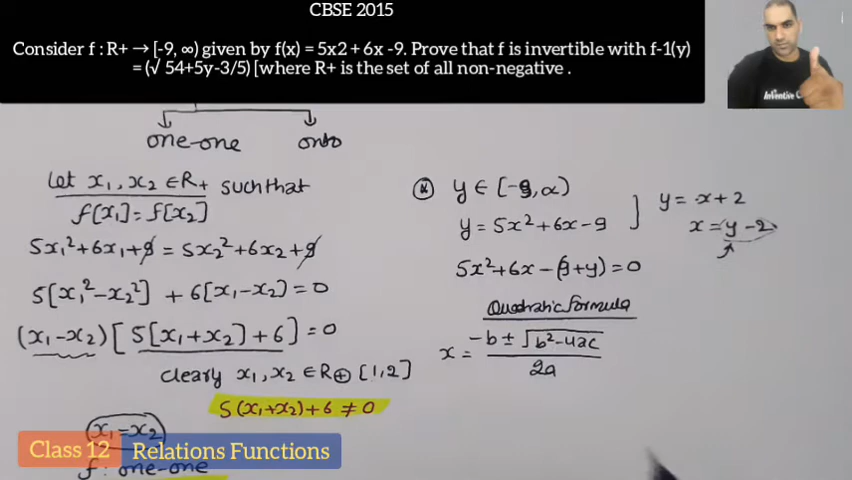 CBSE 2015
Consider f : R+ → [-9, ∞) given by f(x) = 5x2 + 6x -9. Prove that f is invertible with f-1(y)
= (√ 54+5y-3/5) [where R+ is the set of all non-negative .
Inventive
one-one onto
Let x₁, x₂ ∈ R₊ such that
f[x₁] = f[x₂]
5x₁² + 6x₁ + 9 = 5x₂² + 6x₂ + 9
5[x₁² - x₂²] + 6[x₁ - x₂] = 0
(x₁ - x₂) [ 5[x₁ + x₂] + 6] = 0
clearly x₁, x₂ ∈ R⊕ [1, 2]
5(x₁ + x₂) + 6 ≠ 0
x₁ = x₂
f : one-one
y ∈ [-9, α)
y = 5x² + 6x - 9
5x² + 6x - (9 + y) = 0
Quadratic formula
x = -b ± √b² - 4ac / 2a
y = x + 2
x = y - 2
Class 12 Relations Functions